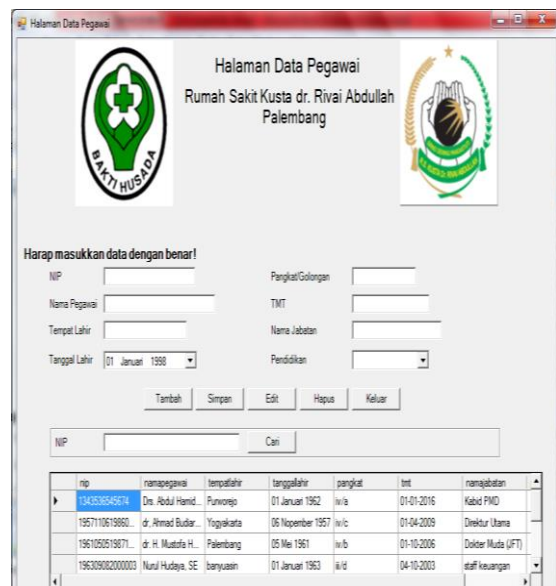 Halaman Data Pegawai
Halaman Data Pegawai
Rumah Sakit Kusta dr. Rivai Abdullah
Palembang
BAKTI HUSADA
Harap masukkan data dengan benar!
NIP
Pangkat/Golongan
Nama Pegawai
TMT
Tempat Lahir
Nama Jabatan
Tanggal Lahir 01 Januari 1998
Pendidikan
Tambah Simpan Edit Hapus Keluar
NIP Cari
nip namapegawai tempatlahir tanggallahir pangkat tmt namajabatan
1343536545674 Drs. Abdul Hamid... Purworejo 01 Januari 1962 iv/a 01-01-2016 Kabid PMD
1957110619860... dr. Ahmad Budiar... Yogyakarta 06 Nopember 1957 iv/c 01-04-2009 Direktur Utama
1961050519871... dr. H. Mustofa H... Palembang 05 Mei 1961 iv/b 01-10-2006 Dokter Muda (JFT)
196309082000003 Nurul Hudaya, SE banyuasin 01 Januari 1963 iii/d 04-10-2003 staff keuangan